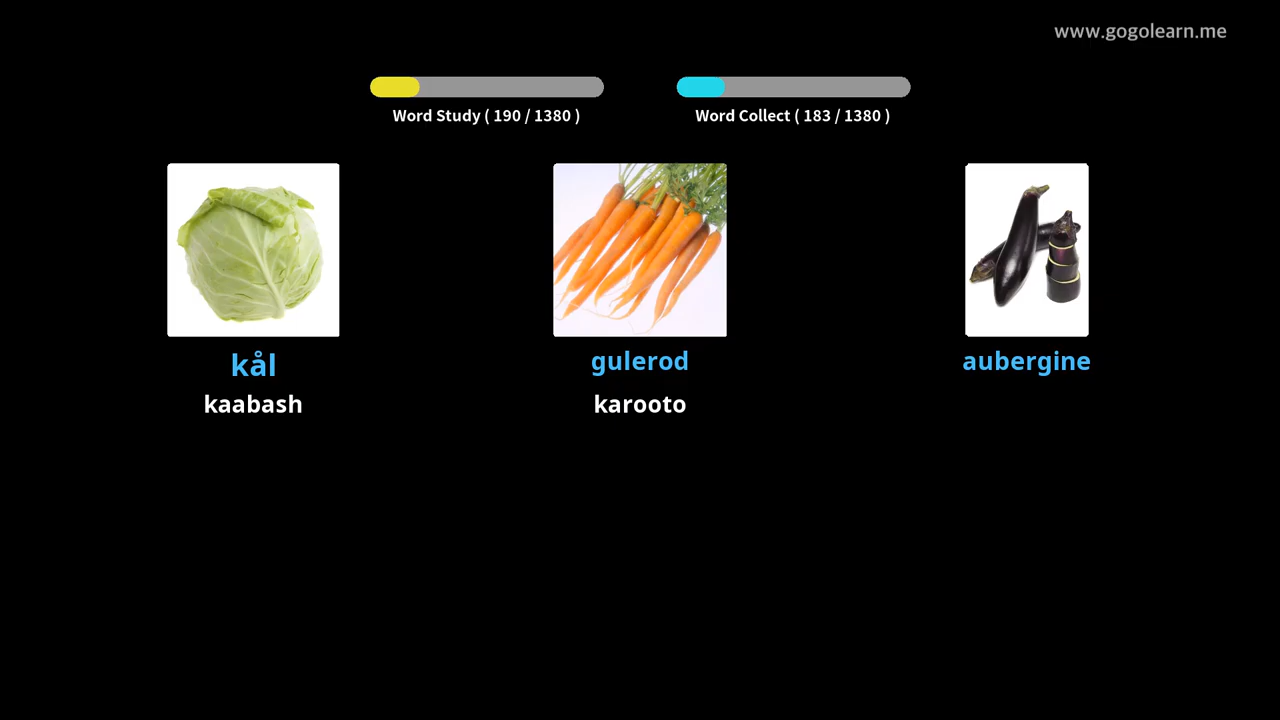 www.gogolearn.me
Word Study ( 190 / 1380 )
Word Collect ( 183 / 1380 )
kål
gulerod
aubergine
kaabash
karooto